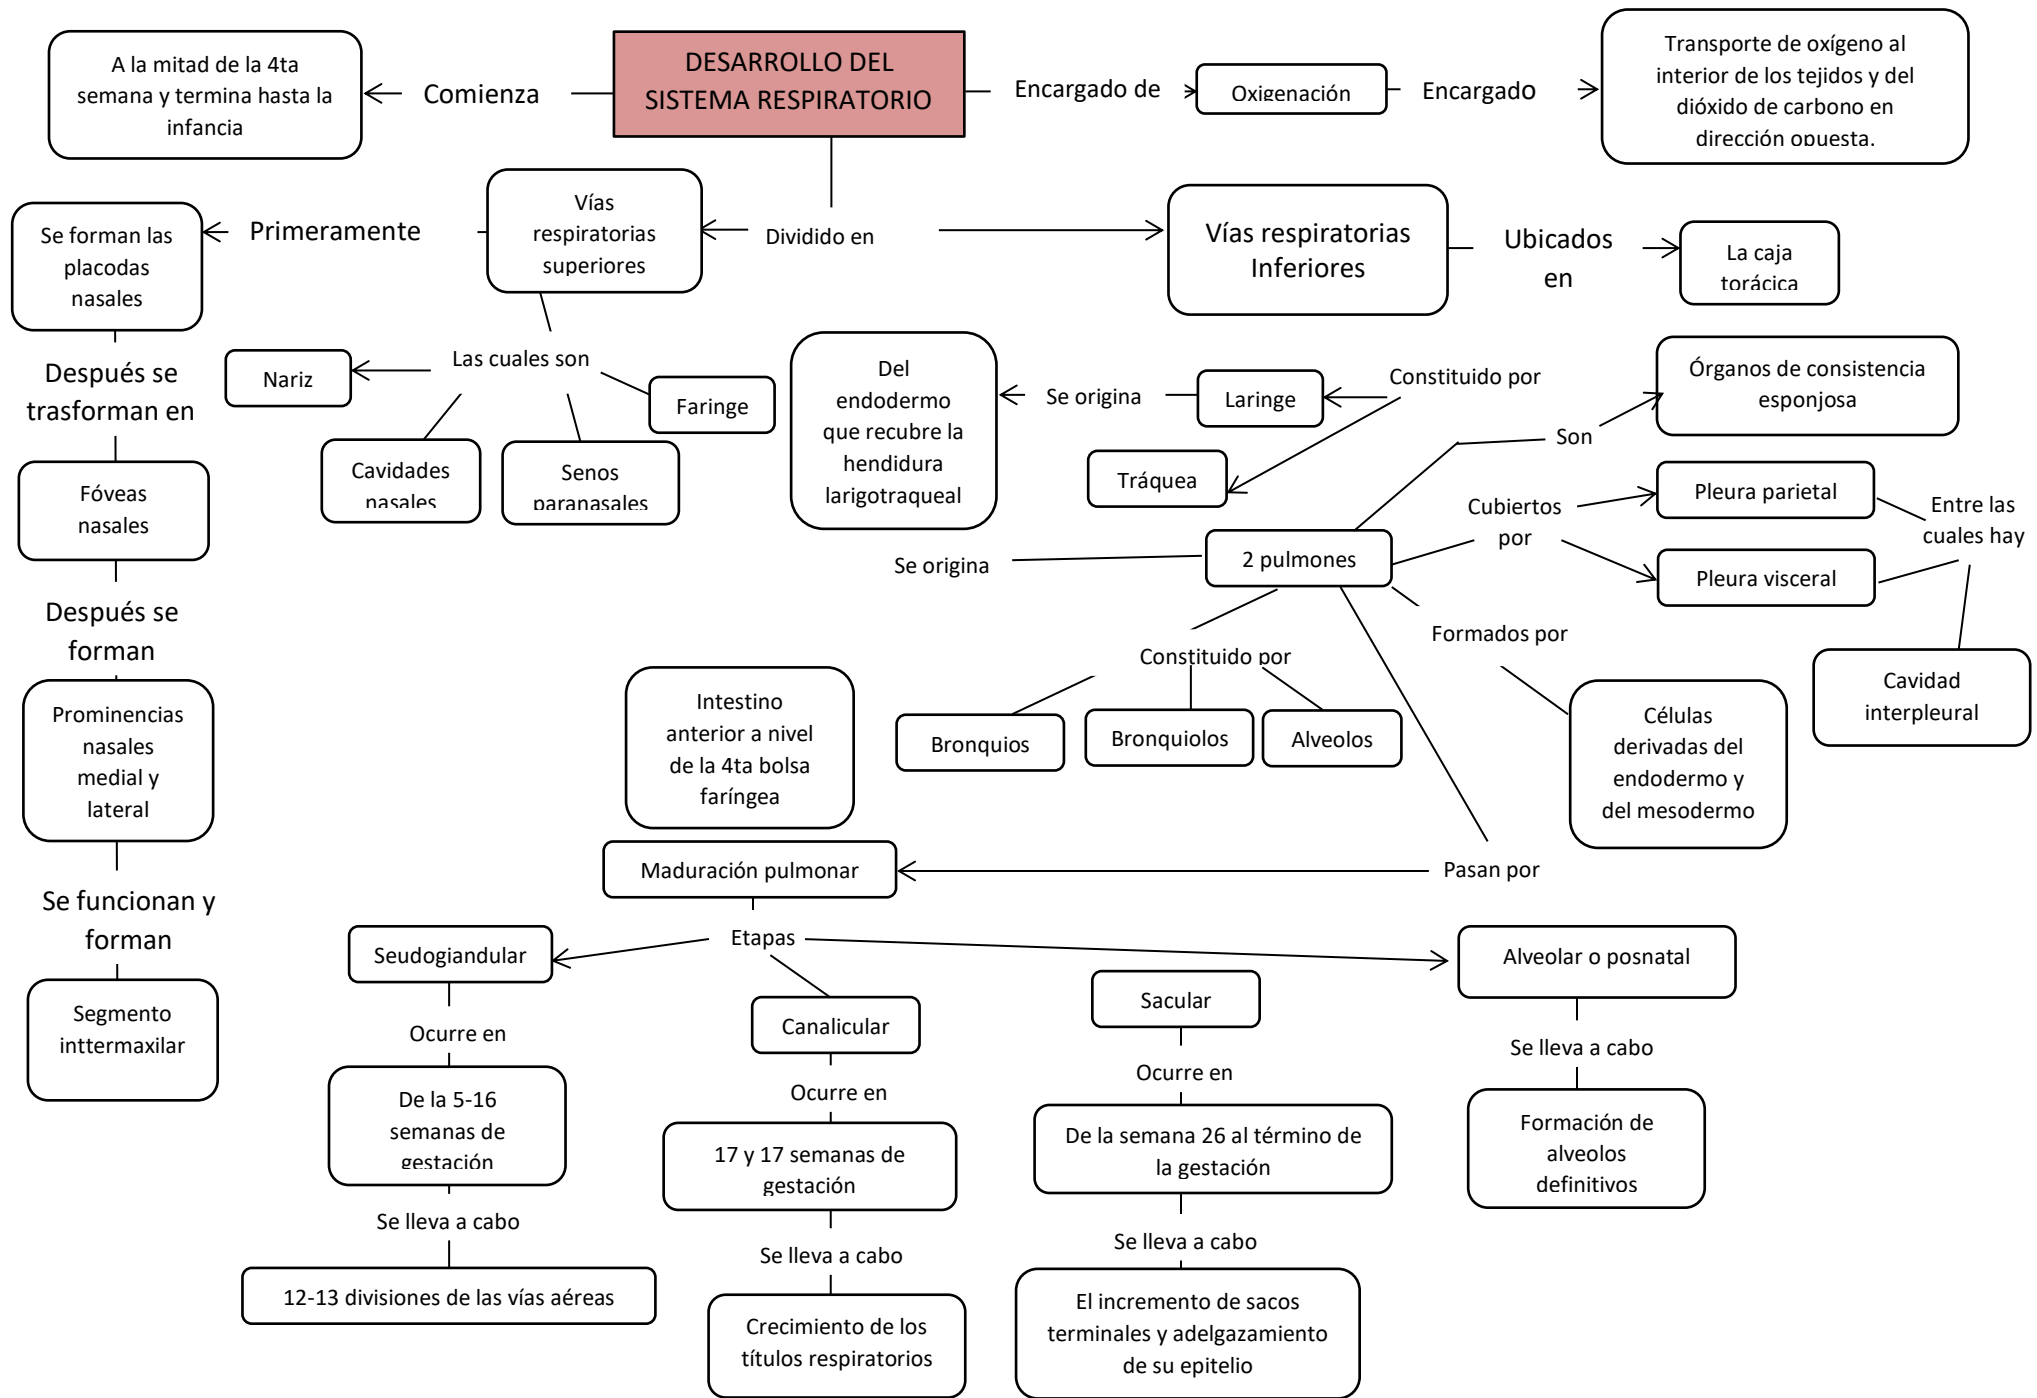 DESARROLLO DEL
SISTEMA RESPIRATORIO
Comienza
A la mitad de la 4ta
semana y termina hasta la
infancia
Encargado de
Oxigenación
Encargado
Transporte de oxígeno al
interior de los tejidos y del
dióxido de carbono en
dirección opuesta.
Dividido en
Vías
respiratorias
superiores
Primeramente
Se forman las
placodas
nasales
Después se
trasforman en
Fóveas
nasales
Después se
forman
Prominencias
nasales
medial y
lateral
Se funcionan y
forman
Segmento
inttermaxilar
Las cuales son
Nariz
Cavidades
nasales
Senos
paranasales
Faringe
Vías respiratorias
Inferiores
Ubicados
en
La caja
torácica
Constituido por
Laringe
Se origina
Del
endodermo
que recubre la
hendidura
larigotraqueal
Tráquea
2 pulmones
Son
Órganos de consistencia
esponjosa
Cubiertos
por
Pleura parietal
Pleura visceral
Entre las
cuales hay
Cavidad
interpleural
Formados por
Células
derivadas del
endodermo y
del mesodermo
Se origina
Intestino
anterior a nivel
de la 4ta bolsa
faríngea
Constituido por
Bronquios
Bronquiolos
Alveolos
Pasan por
Maduración pulmonar
Etapas
Seudogiandular
Ocurre en
De la 5-16
semanas de
gestación
Se lleva a cabo
12-13 divisiones de las vías aéreas
Canalicular
Ocurre en
17 y 17 semanas de
gestación
Se lleva a cabo
Crecimiento de los
títulos respiratorios
Sacular
Ocurre en
De la semana 26 al término de
la gestación
Se lleva a cabo
El incremento de sacos
terminales y adelgazamiento
de su epitelio
Alveolar o posnatal
Se lleva a cabo
Formación de
alveolos
definitivos